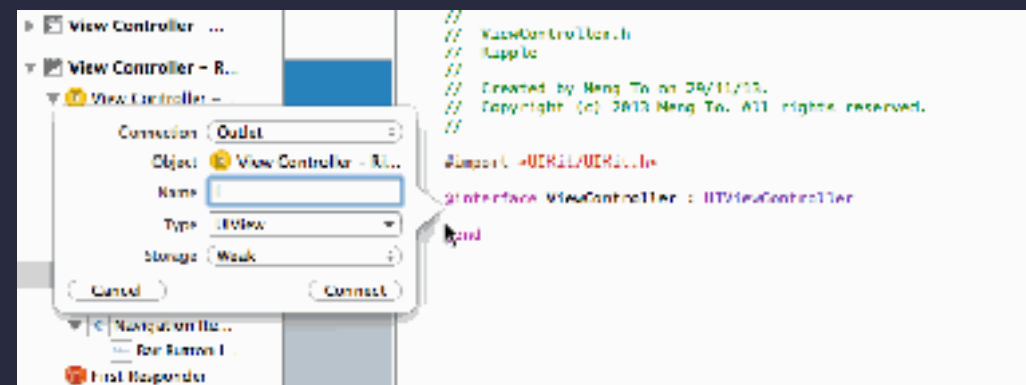 View Controller ...
View Controller – R...
View Controller –
Connection Outlet
Object View Controller – Ri...
Name
Type UIView
Storage Weak
Cancel Connect
Navigation Ite...
Bar Button I...
First Responder
//
// ViewController.h
// Ripple
//
// Created by Meng To on 29/11/13.
// Copyright (c) 2013 Meng To. All rights reserved.
//
#import <UIKit/UIKit.h>
@interface ViewController : UIViewController
@end